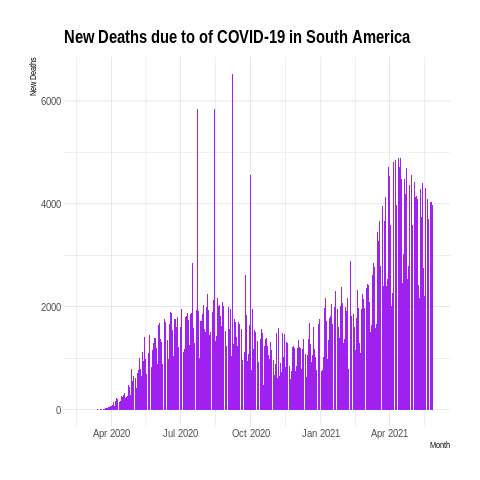 New Deaths due to of COVID-19 in South America
New Deaths
6000
4000
2000
0
Apr 2020 Jul 2020 Oct 2020 Jan 2021 Apr 2021
Month